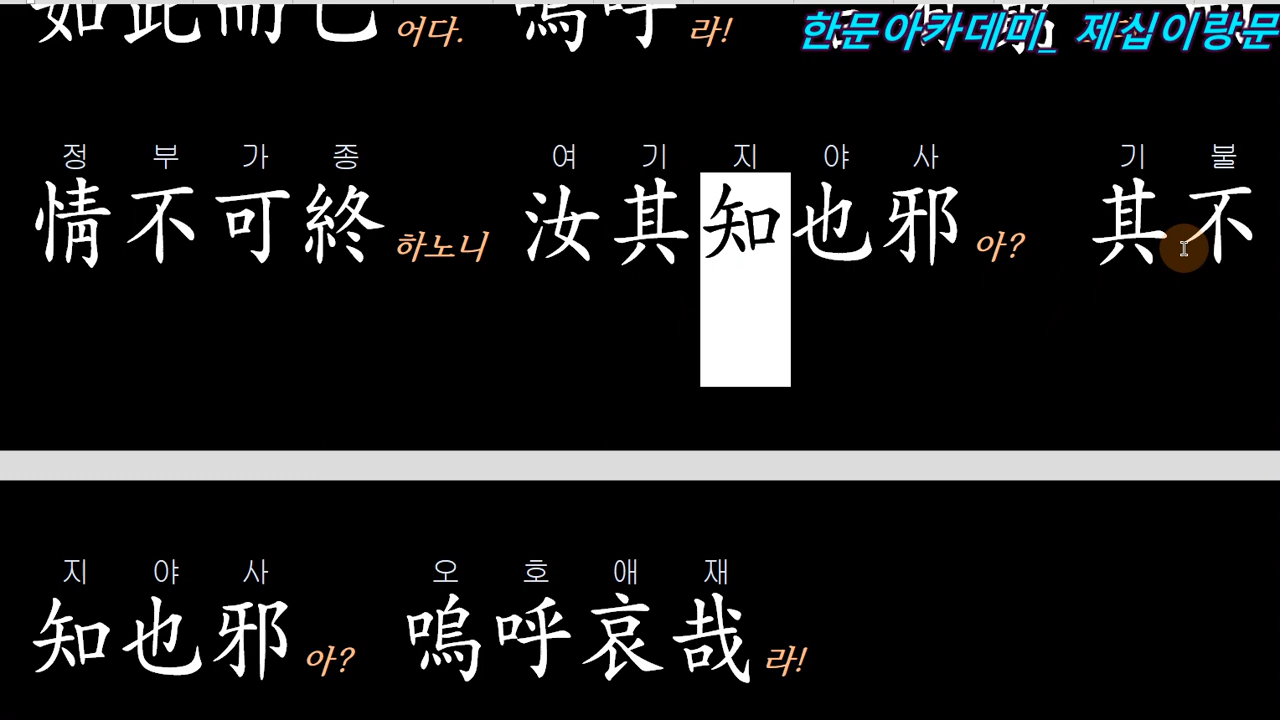 如此而已 어다. 嗚呼 라! 한문아카데미_ 제십이랑문
정 부 가 종 여 기 지 야 사 기 불
情不可終 하노니 汝其知也邪 아? 其不
지 야 사 오 호 애 재
知也邪 아? 嗚呼哀哉 라!